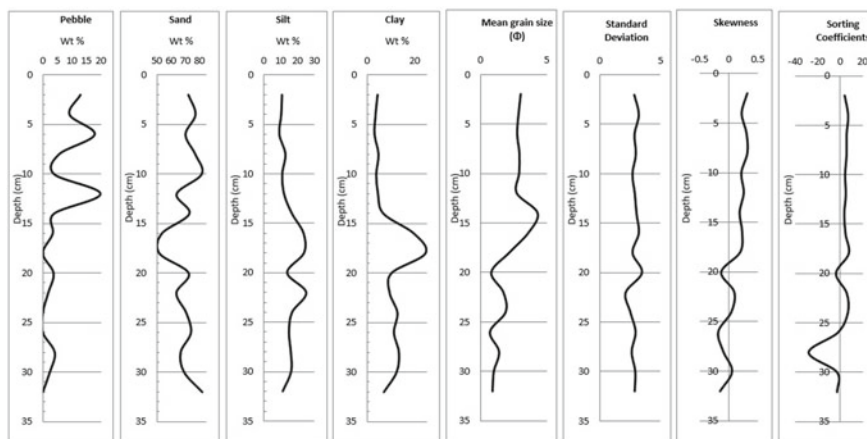 Pebble
Wt %
0 5 10 15 20
0
5
10
15
20
25
30
35
Depth (cm)
Sand
Wt %
50 60 70 80
0
5
10
15
20
25
30
35
Depth (cm)
Silt
Wt %
0 10 20 30
0
5
10
15
20
25
30
35
Depth (cm)
Clay
Wt %
0 20
0
5
10
15
20
25
30
35
Depth (cm)
Mean grain size
(Φ)
0 5
0
5
10
15
20
25
30
35
Depth (cm)
Standard
Deviation
0 5
0
5
10
15
20
25
30
35
Depth (cm)
Skewness
-0.5 0 0.5
0
5
10
15
20
25
30
35
Depth (cm)
Sorting
Coefficients
-40 -20 0 20
0
5
10
15
20
25
30
35
Depth (cm)